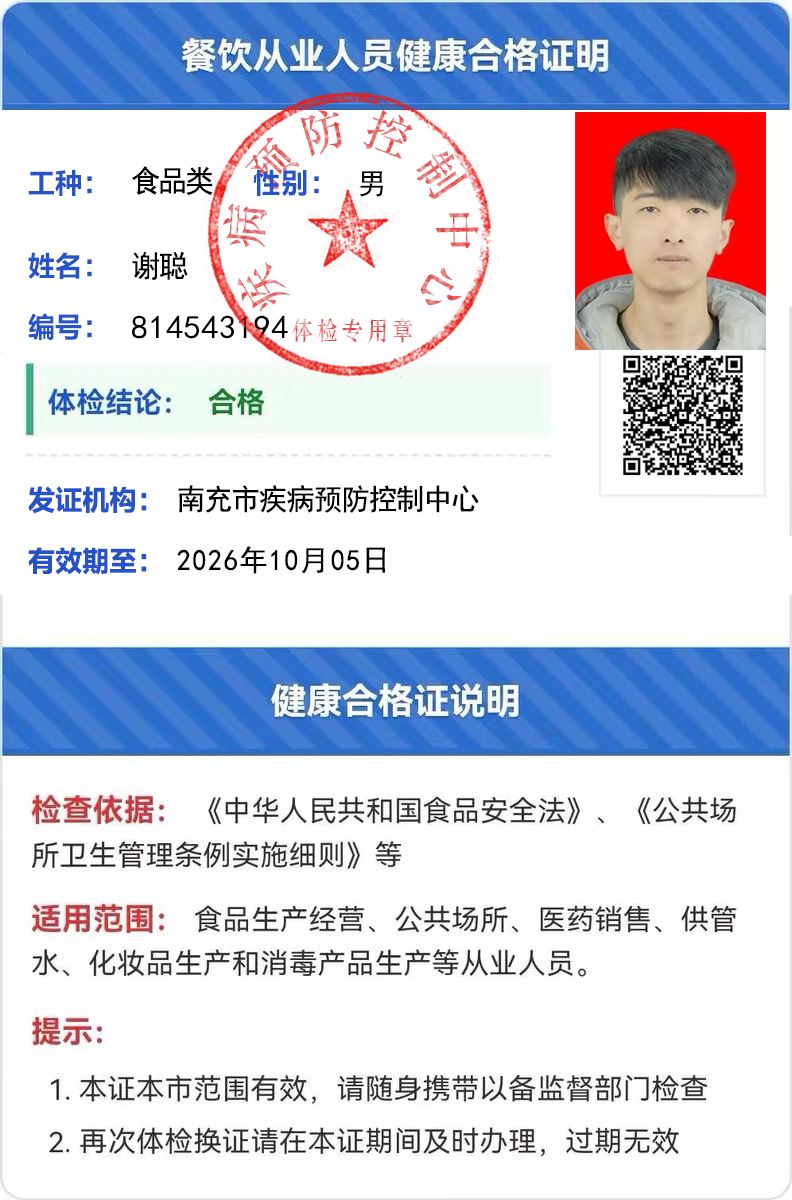 餐饮从业人员健康合格证明
疾病预防控制中心
工种： 食品类 性别： 男
姓名： 谢聪
编号： 814543194
体检专用章
体检结论： 合格
发证机构： 南充市疾病预防控制中心
有效期至： 2026年10月05日
健康合格证说明
检查依据： 《中华人民共和国食品安全法》、《公共场
所卫生管理条例实施细则》等
适用范围： 食品生产经营、公共场所、医药销售、供管
水、化妆品生产和消毒产品生产等从业人员。
提示：
1. 本证本市范围有效，请随身携带以备监督部门检查
2. 再次体检换证请在本证期间及时办理，过期无效